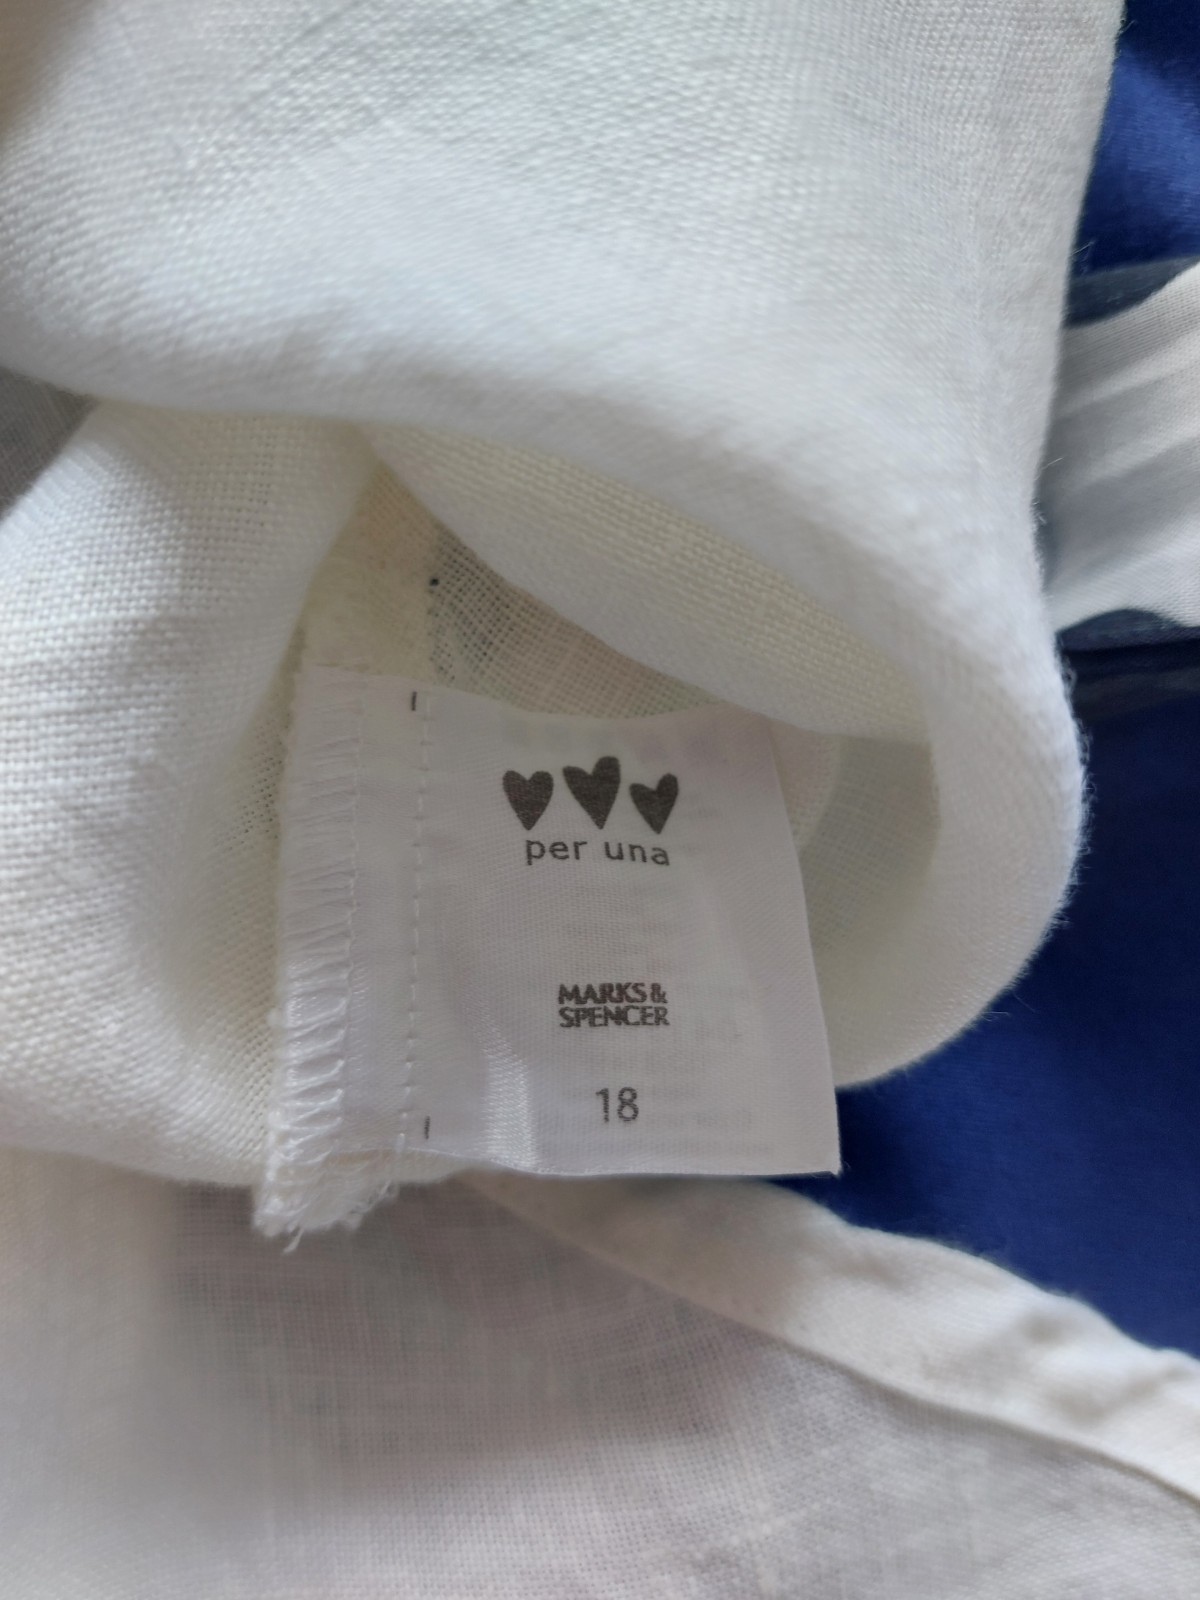 per una
MARKS &
SPENCER
18